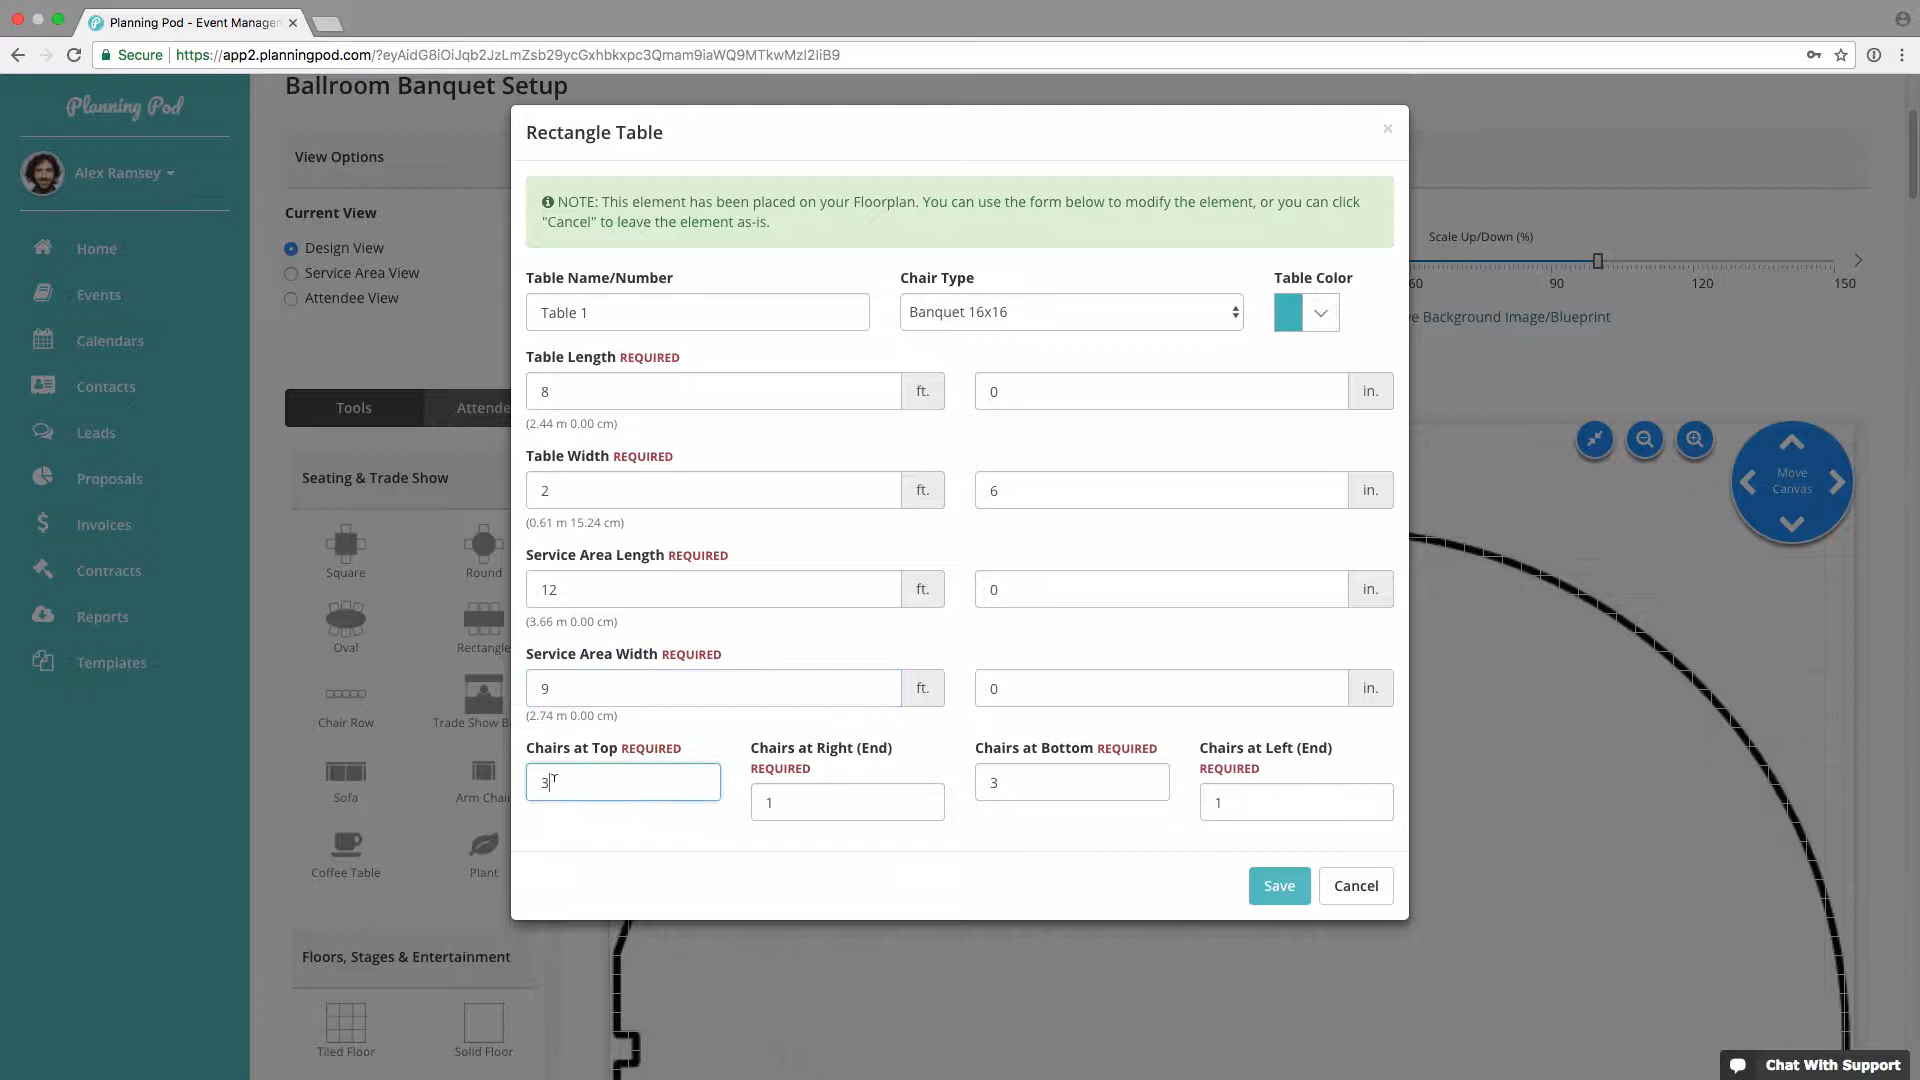 Planning Pod - Event Manager
Secure
https://app2.planningpod.com/?eyAidG8iOiJqb2JzLmZsb29ycGxhbkxpc3Qmam9iaWQ9MTkwMzI2IiB9
Planning Pod
Alex Ramsey
Home
Events
Calendars
Contacts
Leads
Proposals
Invoices
Contracts
Reports
Templates
Ballroom Banquet Setup
View Options
Current View
Design View
Service Area View
Attendee View
Tools
Attende
Seating & Trade Show
Square
Round
Oval
Rectangle
Chair Row
Trade Show B
Sofa
Arm Chair
Coffee Table
Plant
Floors, Stages & Entertainment
Tiled Floor
Solid Floor
Rectangle Table
×
NOTE: This element has been placed on your Floorplan. You can use the form below to modify the element, or you can click
"Cancel" to leave the element as-is.
Table Name/Number
Chair Type
Table Color
Table 1
Banquet 16x16
Table Length REQUIRED
8 ft.
0 in.
(2.44 m 0.00 cm)
Table Width REQUIRED
2 ft.
6 in.
(0.61 m 15.24 cm)
Service Area Length REQUIRED
12 ft.
0 in.
(3.66 m 0.00 cm)
Service Area Width REQUIRED
9 ft.
0 in.
(2.74 m 0.00 cm)
Chairs at Top REQUIRED
3
Chairs at Right (End)
REQUIRED
1
Chairs at Bottom REQUIRED
3
Chairs at Left (End)
REQUIRED
1
Save
Cancel
Scale Up/Down (%)
60
90
120
150
ve Background Image/Blueprint
Move
Canvas
Chat With Support